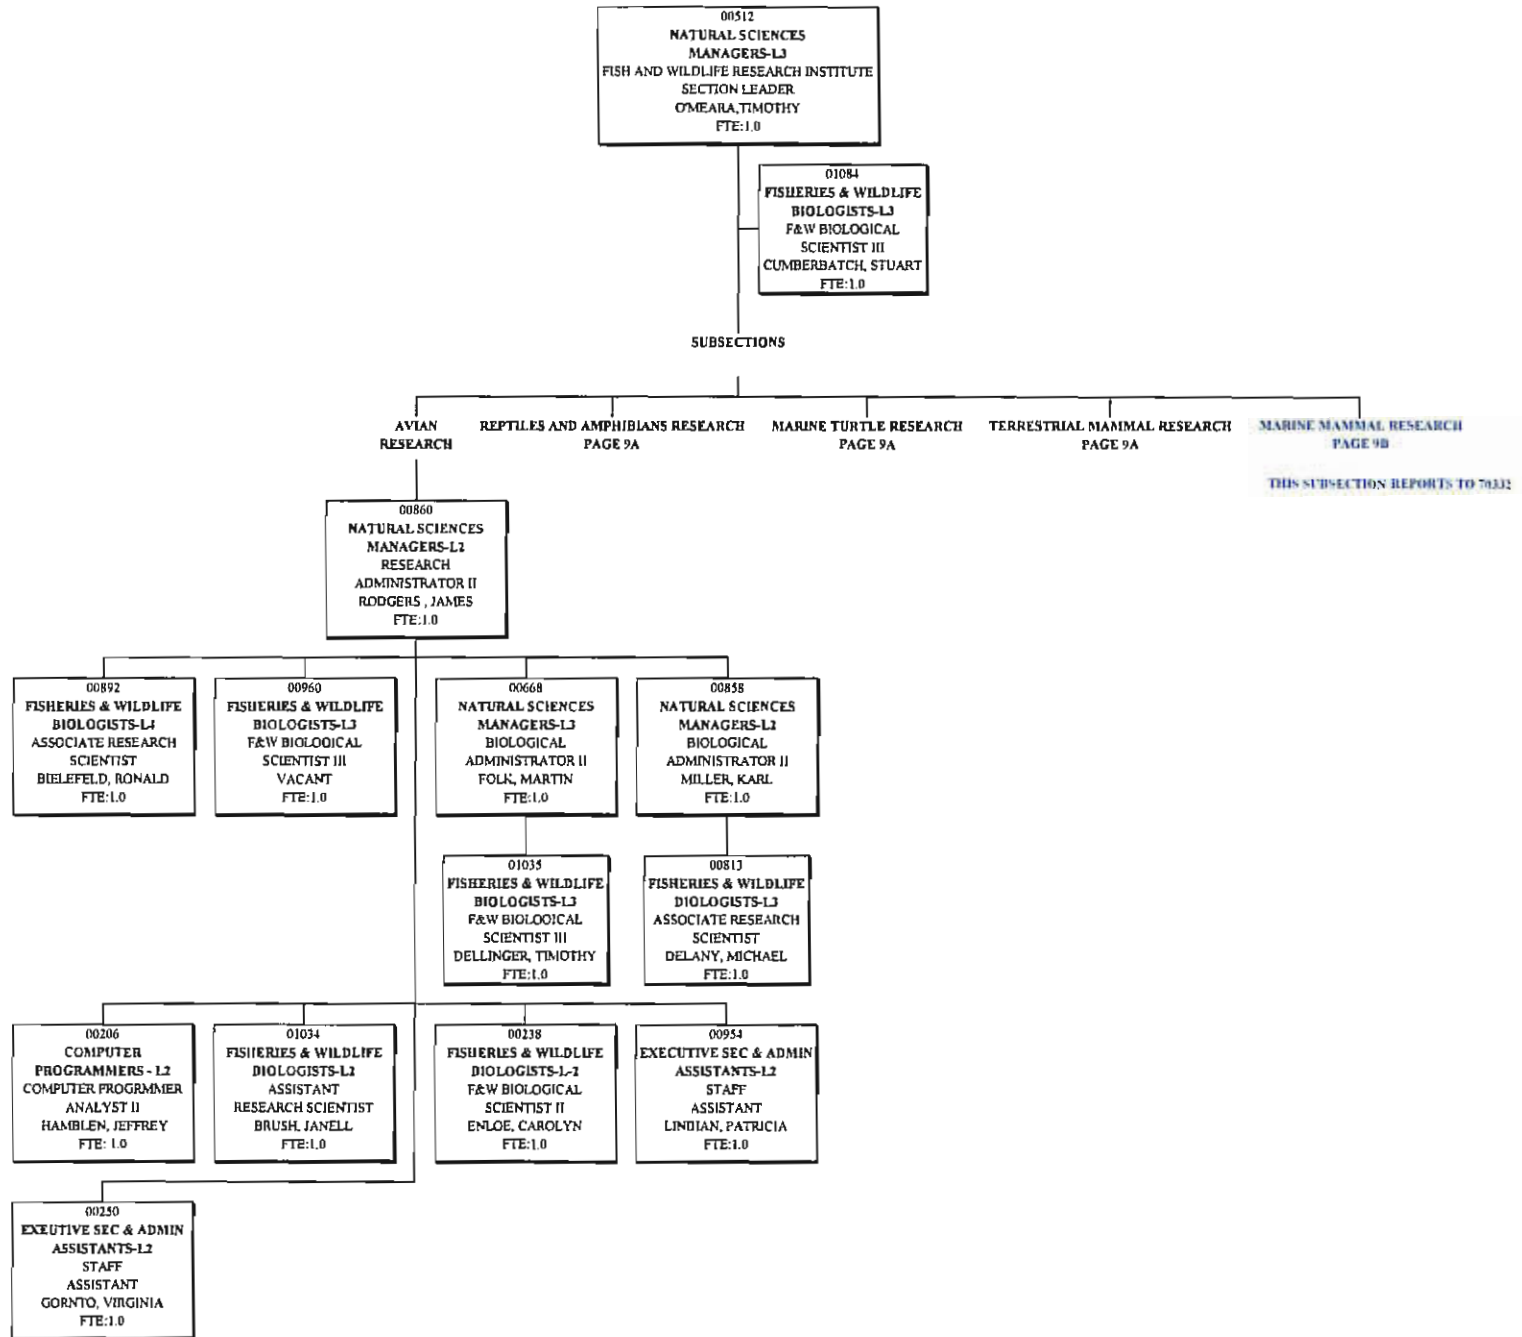 00512
NATURAL SCIENCES
MANAGERS-L3
FISH AND WILDLIFE RESEARCH INSTITUTE
SECTION LEADER
O'MEARA,TIMOTHY
FTE:1.0
01084
FISHERIES & WILDLIFE
BIOLOGISTS-L3
F&W BIOLOGICAL
SCIENTIST III
CUMBERBATCH, STUART
FTE:1.0
SUBSECTIONS
AVIAN
RESEARCH
REPTILES AND AMPHIBIANS RESEARCH
PAGE 9A
MARINE TURTLE RESEARCH
PAGE 9A
TERRESTRIAL MAMMAL RESEARCH
PAGE 9A
MARINE MAMMAL RESEARCH
PAGE 9B
THIS SUBSECTION REPORTS TO 70332
00860
NATURAL SCIENCES
MANAGERS-L2
RESEARCH
ADMINISTRATOR II
RODGERS , JAMES
FTE:1.0
00892
FISHERIES & WILDLIFE
BIOLOGISTS-L4
ASSOCIATE RESEARCH
SCIENTIST
BIELEFELD, RONALD
FTE:1.0
00960
FISHERIES & WILDLIFE
BIOLOGISTS-L3
F&W BIOLOGICAL
SCIENTIST III
VACANT
FTE:1.0
00668
NATURAL SCIENCES
MANAGERS-L3
BIOLOGICAL
ADMINISTRATOR II
FOLK, MARTIN
FTE:1.0
00858
NATURAL SCIENCES
MANAGERS-L2
BIOLOGICAL
ADMINISTRATOR II
MILLER, KARL
FTE:1.0
01035
FISHERIES & WILDLIFE
BIOLOGISTS-L3
F&W BIOLOGICAL
SCIENTIST III
DELLINGER, TIMOTHY
FTE:1.0
00813
FISHERIES & WILDLIFE
BIOLOGISTS-L3
ASSOCIATE RESEARCH
SCIENTIST
DELANY, MICHAEL
FTE:1.0
00206
COMPUTER
PROGRAMMERS - L2
COMPUTER PROGRMMER
ANALYST II
HAMBLEN, JEFFREY
FTE: 1.0
01034
FISHERIES & WILDLIFE
BIOLOGISTS-L2
ASSISTANT
RESEARCH SCIENTIST
BRUSH, JANELL
FTE:1.0
00238
FISHERIES & WILDLIFE
BIOLOGISTS-L-2
F&W BIOLOGICAL
SCIENTIST II
ENLOE, CAROLYN
FTE:1.0
00954
EXECUTIVE SEC & ADMIN
ASSISTANTS-L2
STAFF
ASSISTANT
LINDIAN, PATRICIA
FTE:1.0
00250
EXEUTIVE SEC & ADMIN
ASSISTANTS-L2
STAFF
ASSISTANT
GORNTO, VIRGINIA
FTE:1.0